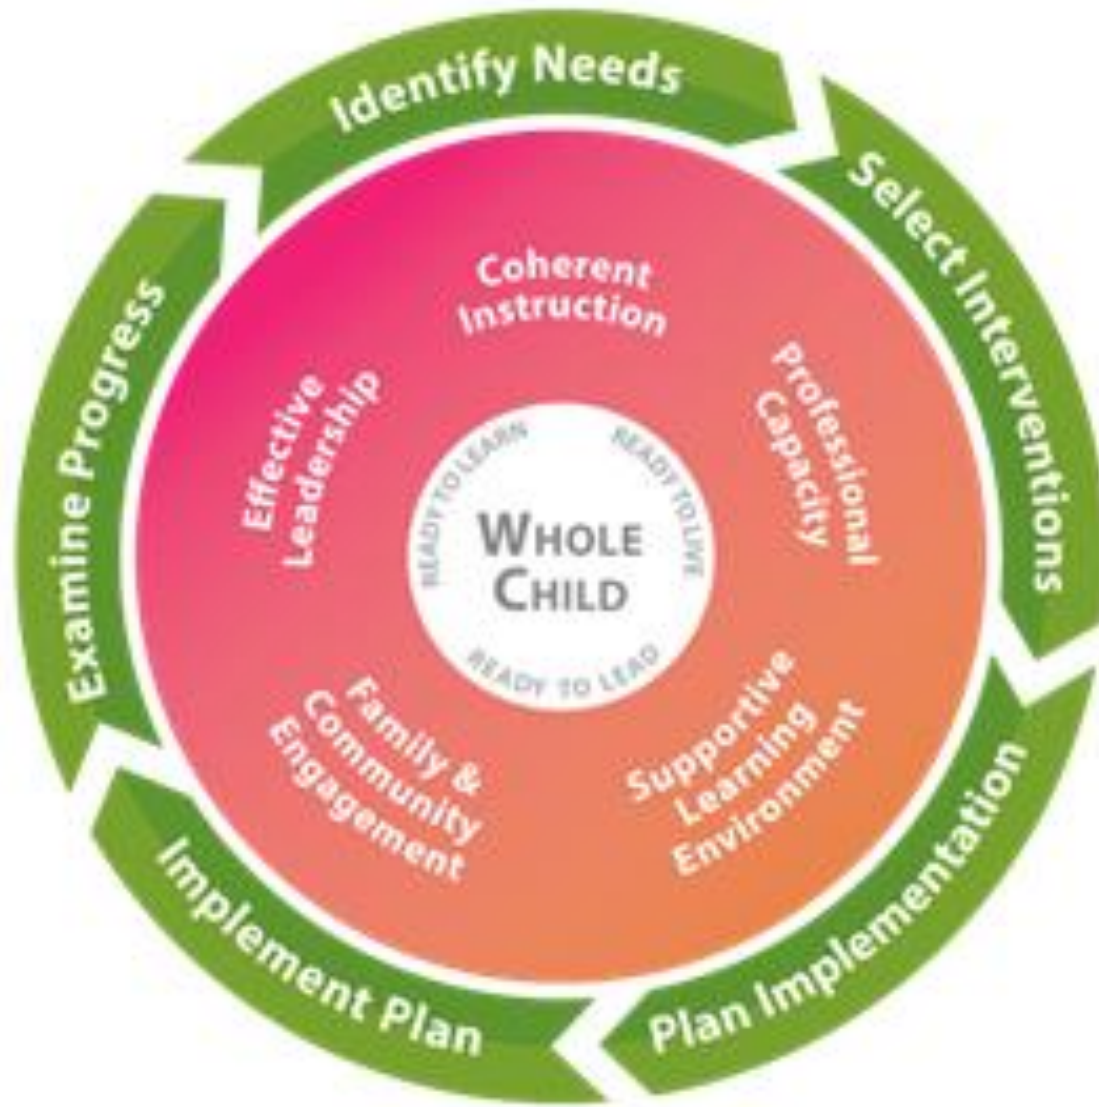 Identify Needs
Select Interventions
Plan Implementation
Implement Plan
Examine Progress
Coherent
Instruction
Professional
Capacity
Supportive
Learning
Environment
Family &
Community
Engagement
Effective
Leadership
READY TO LEARN
READY TO LIVE
READY TO LEAD
WHOLE
CHILD